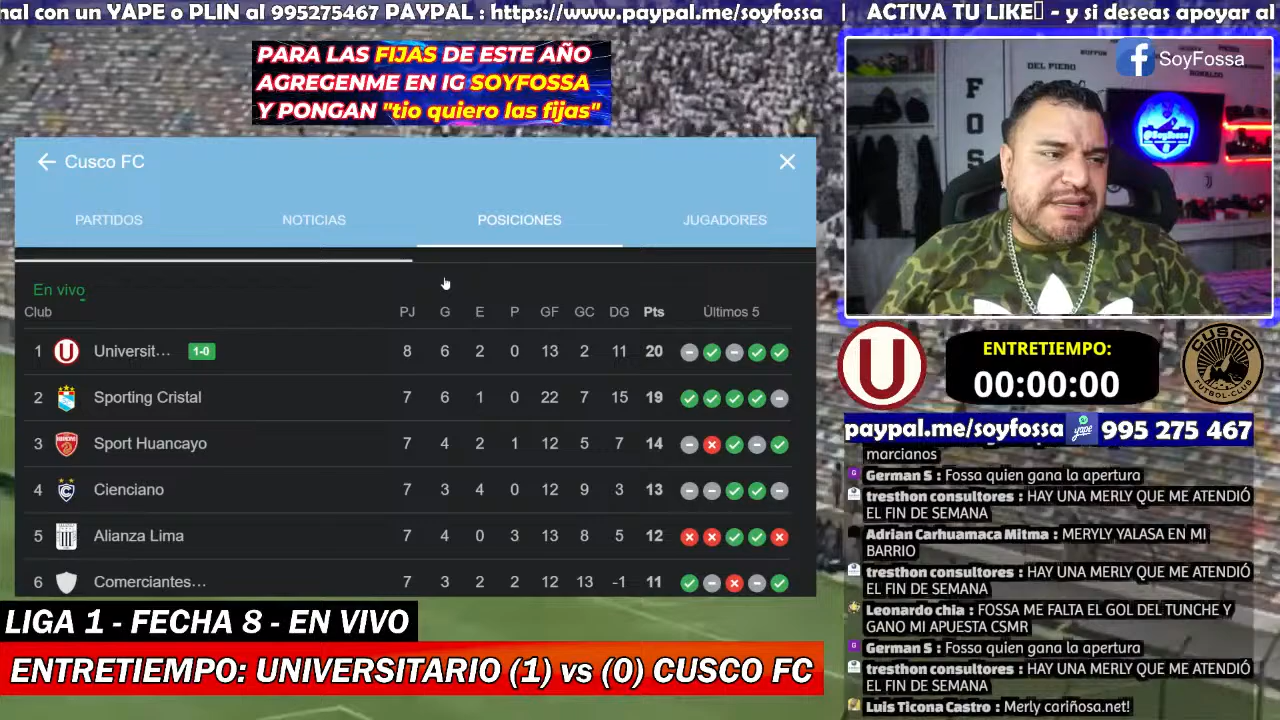 nal con un YAPE o PLIN al 995275467 PAYPAL : https://www.paypal.me/soyfossa | ACTIVA TU LIKE - y si deseas apoyar al
PARA LAS FIJAS DE ESTE AÑO
AGREGENME EN IG SOYFOSSA
Y PONGAN "tio quiero las fijas"
SoyFossa
DEL PIERO
FOS
@SoyFossa
Cusco FC
PARTIDOS NOTICIAS POSICIONES JUGADORES
En vivo
Club PJ G E P GF GC DG Pts Últimos 5
1 Universit... 1-0 8 6 2 0 13 2 11 20
2 Sporting Cristal 7 6 1 0 22 7 15 19
3 Sport Huancayo 7 4 2 1 12 5 7 14
4 Cienciano 7 3 4 0 12 9 3 13
5 Alianza Lima 7 4 0 3 13 8 5 12
6 Comerciantes... 7 3 2 2 12 13 -1 11
U
ENTRETIEMPO:
00:00:00
CUSCO
FUTBOL-CLUB
paypal.me/soyfossa yape 995 275 467
marcianos
German S : Fossa quien gana la apertura
tresthon consultores : HAY UNA MERLY QUE ME ATENDIÓ
EL FIN DE SEMANA
Adrian Carhuamaca Mitma : MERYLY YALASA EN MI
BARRIO
tresthon consultores : HAY UNA MERLY QUE ME ATENDIÓ
EL FIN DE SEMANA
Leonardo chia : FOSSA ME FALTA EL GOL DEL TUNCHE Y
GANO MI APUESTA CSMR
German S : Fossa quien gana la apertura
tresthon consultores : HAY UNA MERLY QUE ME ATENDIÓ
EL FIN DE SEMANA
Luis Ticona Castro : Merly cariñosa.net!
LIGA 1 - FECHA 8 - EN VIVO
ENTRETIEMPO: UNIVERSITARIO (1) vs (0) CUSCO FC